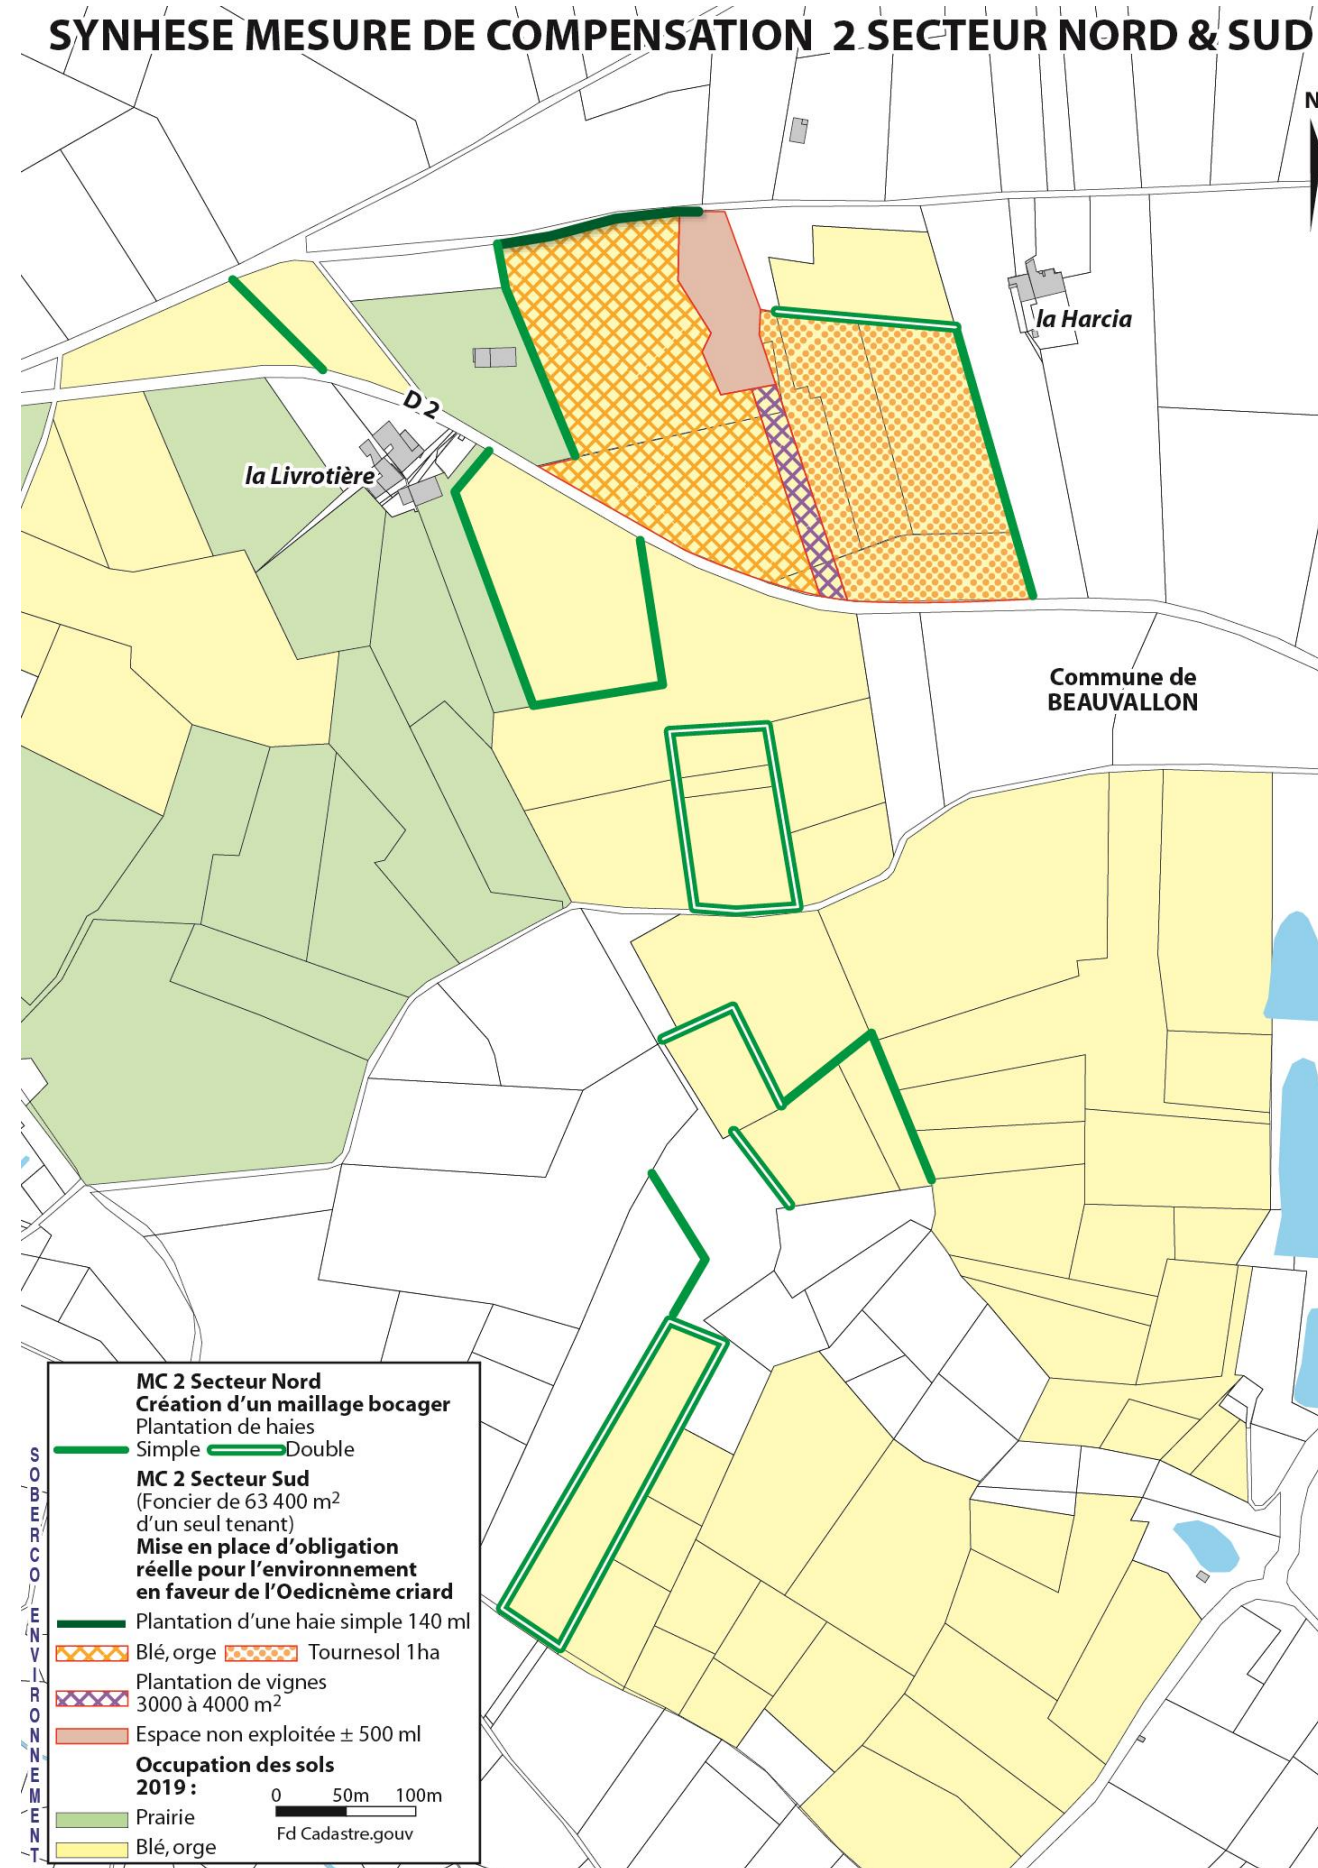 SYNHESE MESURE DE COMPENSATION 2 SECTEUR NORD & SUD
N
la Harcia
D 2
la Livrotière
Commune de
BEAUVALLON
MC 2 Secteur Nord
Création d'un maillage bocager
Plantation de haies
Simple Double
MC 2 Secteur Sud
(Foncier de 63 400 m²
d'un seul tenant)
Mise en place d'obligation
réelle pour l'environnement
en faveur de l'Oedicnème criard
Plantation d'une haie simple 140 ml
Blé, orge Tournesol 1ha
Plantation de vignes
3000 à 4000 m²
Espace non exploitée ± 500 ml
Occupation des sols
2019 :
0 50m 100m
Prairie
Fd Cadastre.gouv
Blé, orge
SOBERCO ENVIRONNEMENT